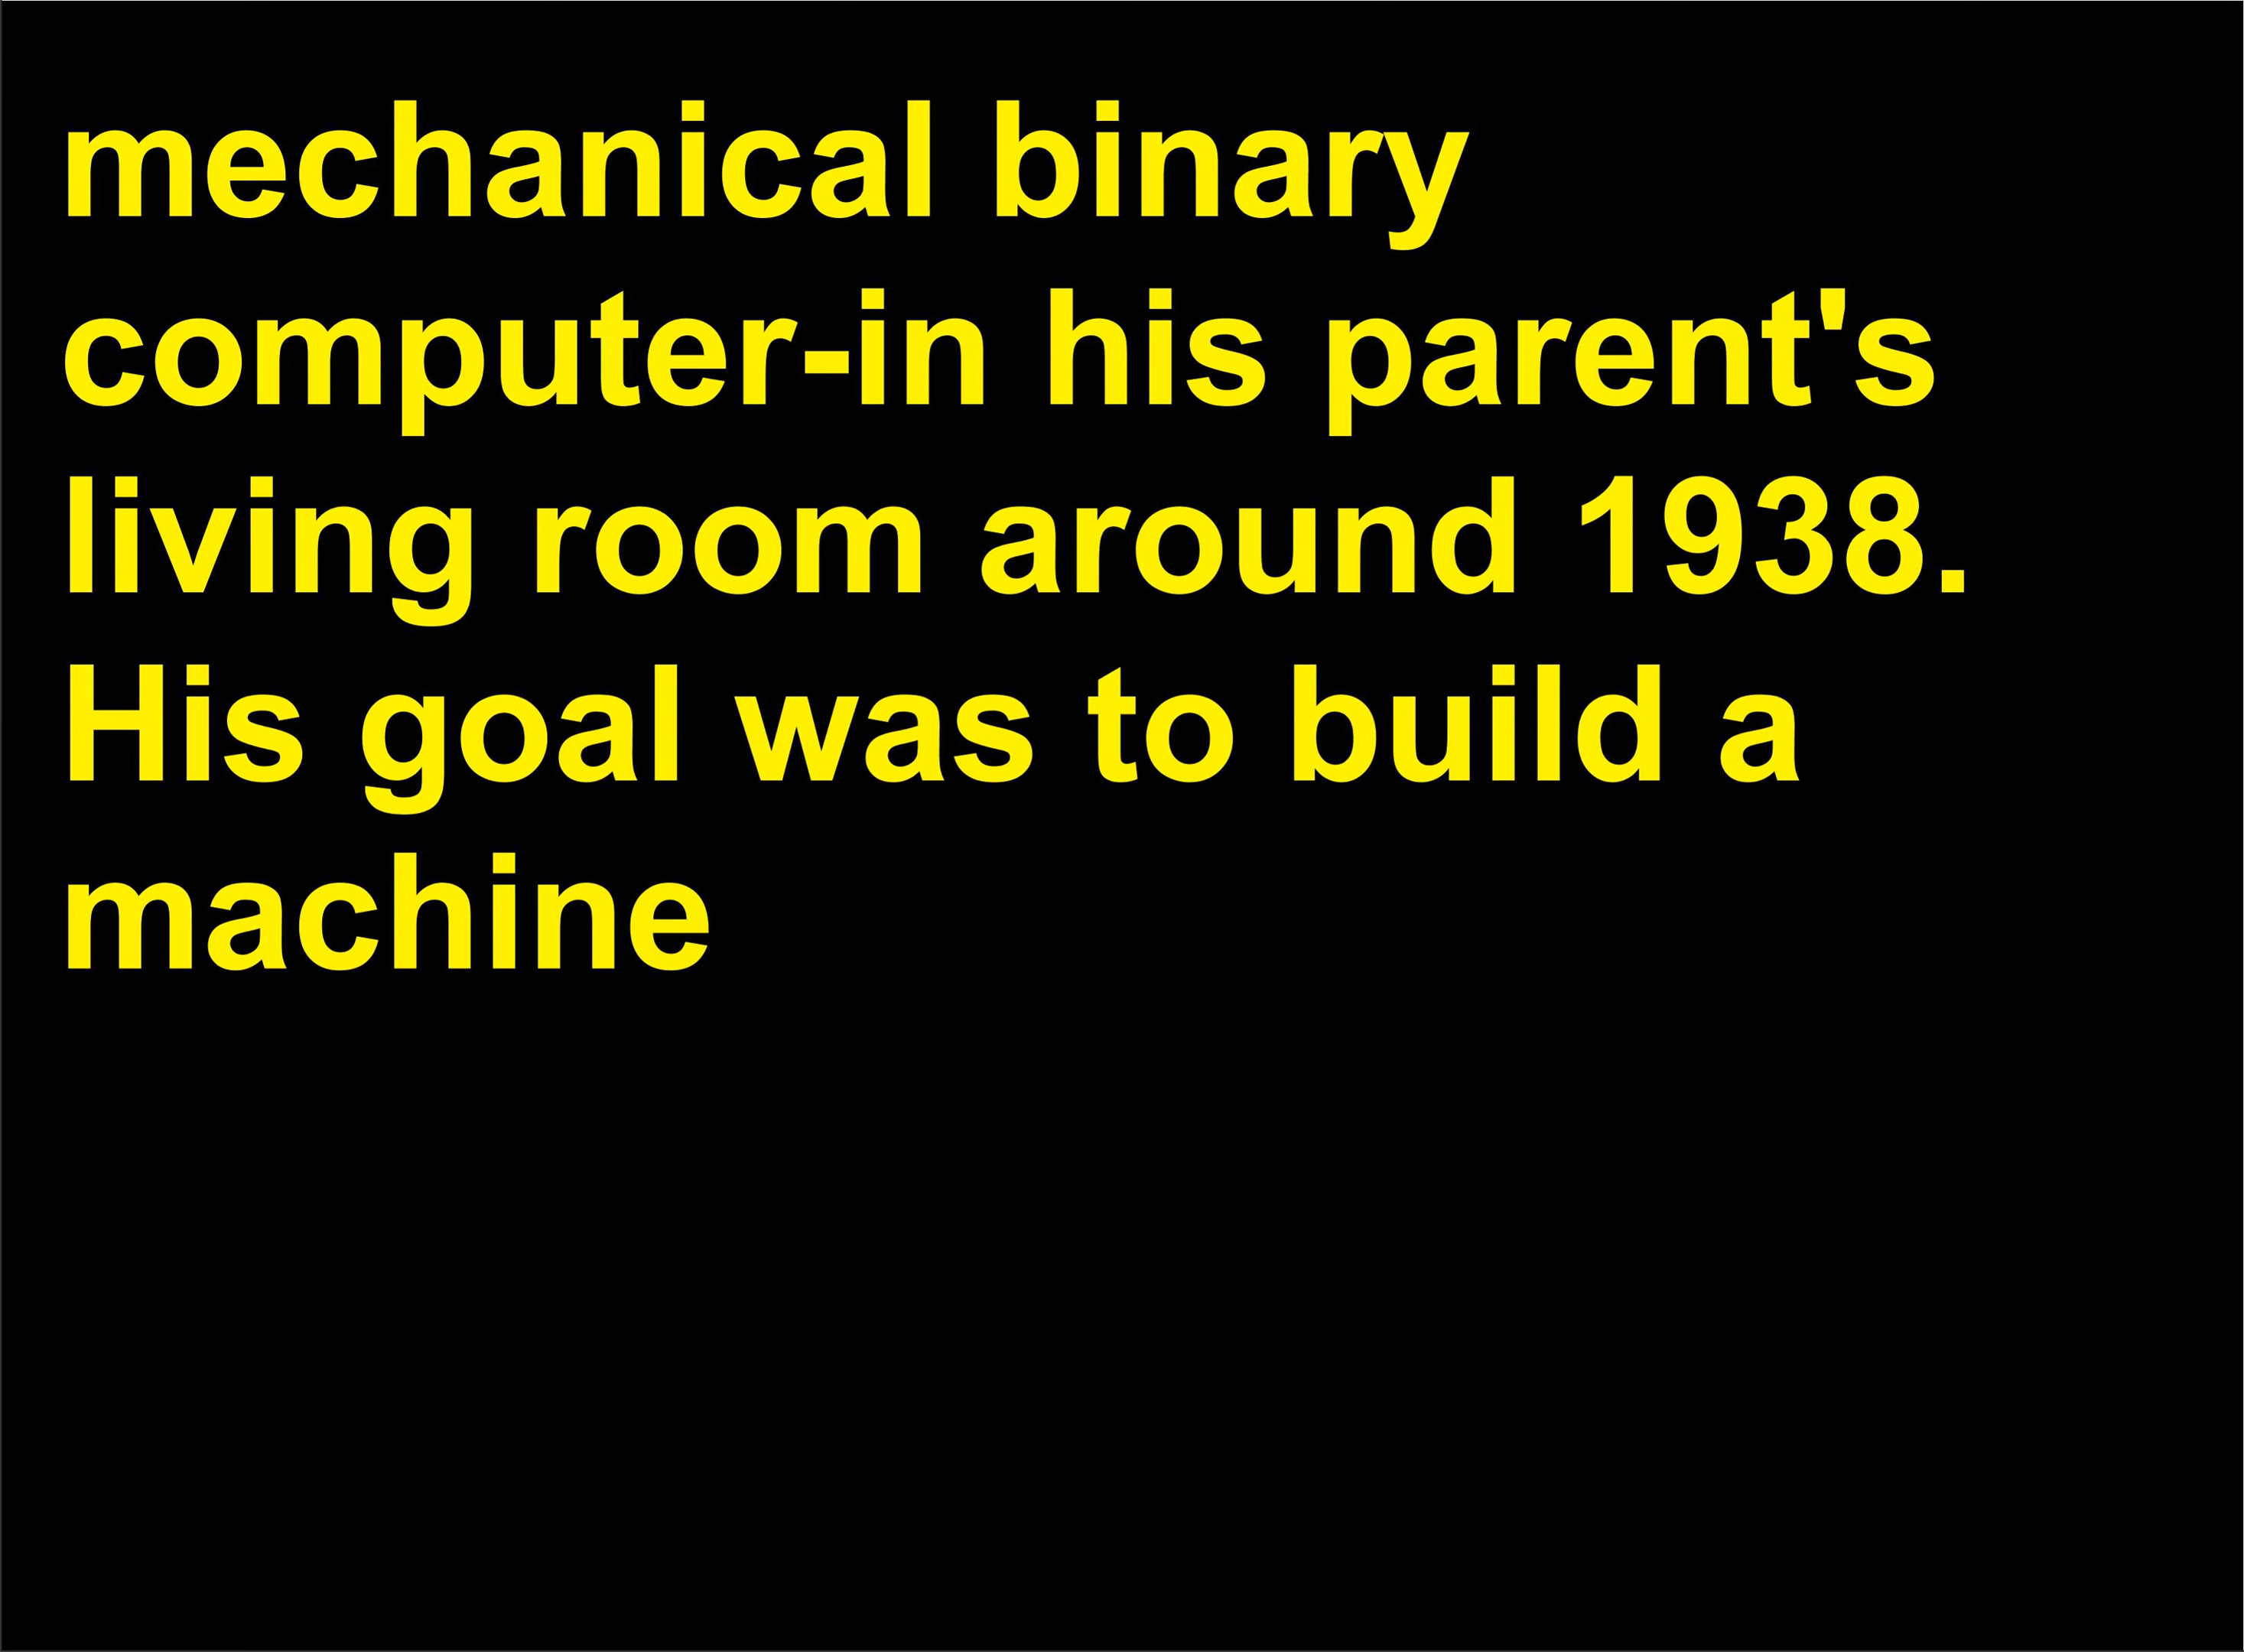 mechanical binary
computer-in his parent's
living room around 1938.
His goal was to build a
machine